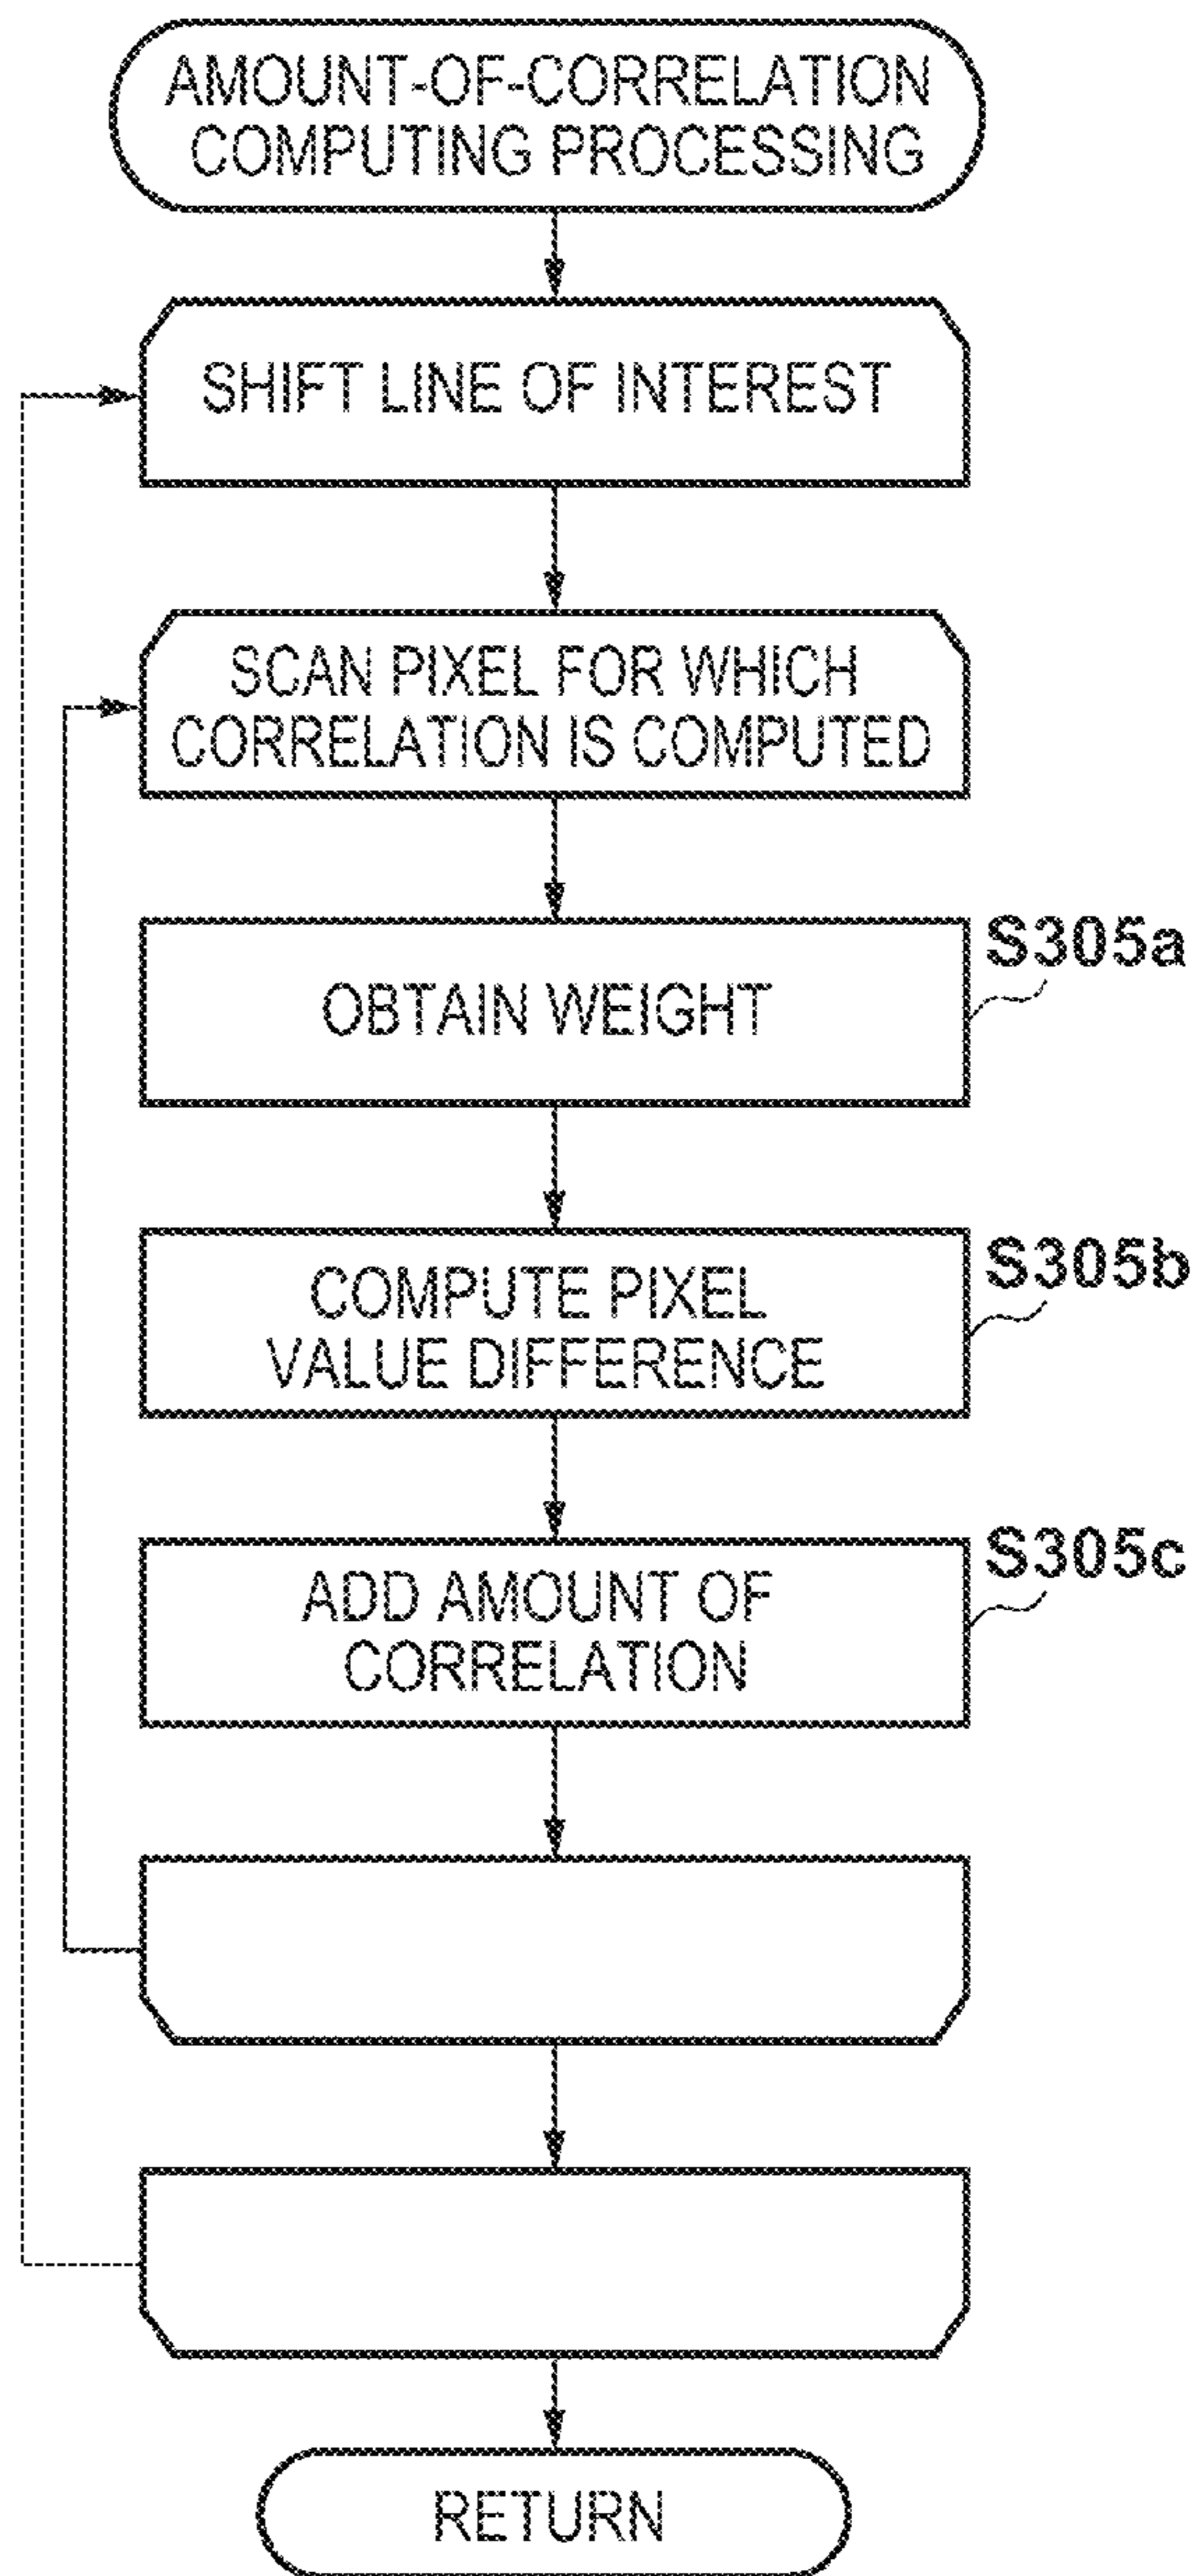 AMOUNT-OF-CORRELATION
COMPUTING PROCESSING
SHIFT LINE OF INTEREST
SCAN PIXEL FOR WHICH
CORRELATION IS COMPUTED
S305a
OBTAIN WEIGHT
S305b
COMPUTE PIXEL
VALUE DIFFERENCE
S305c
ADD AMOUNT OF
CORRELATION
RETURN